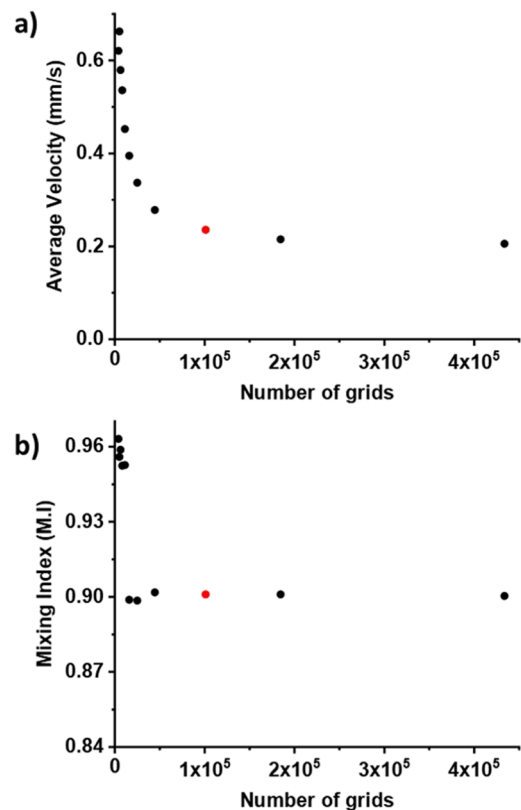 a)
Average Velocity (mm/s)
0.6
0.4
0.2
0.0
0 1x10⁵ 2x10⁵ 3x10⁵ 4x10⁵
Number of grids
b)
Mixing Index (M.I)
0.96
0.93
0.90
0.87
0.84
0 1x10⁵ 2x10⁵ 3x10⁵ 4x10⁵
Number of grids